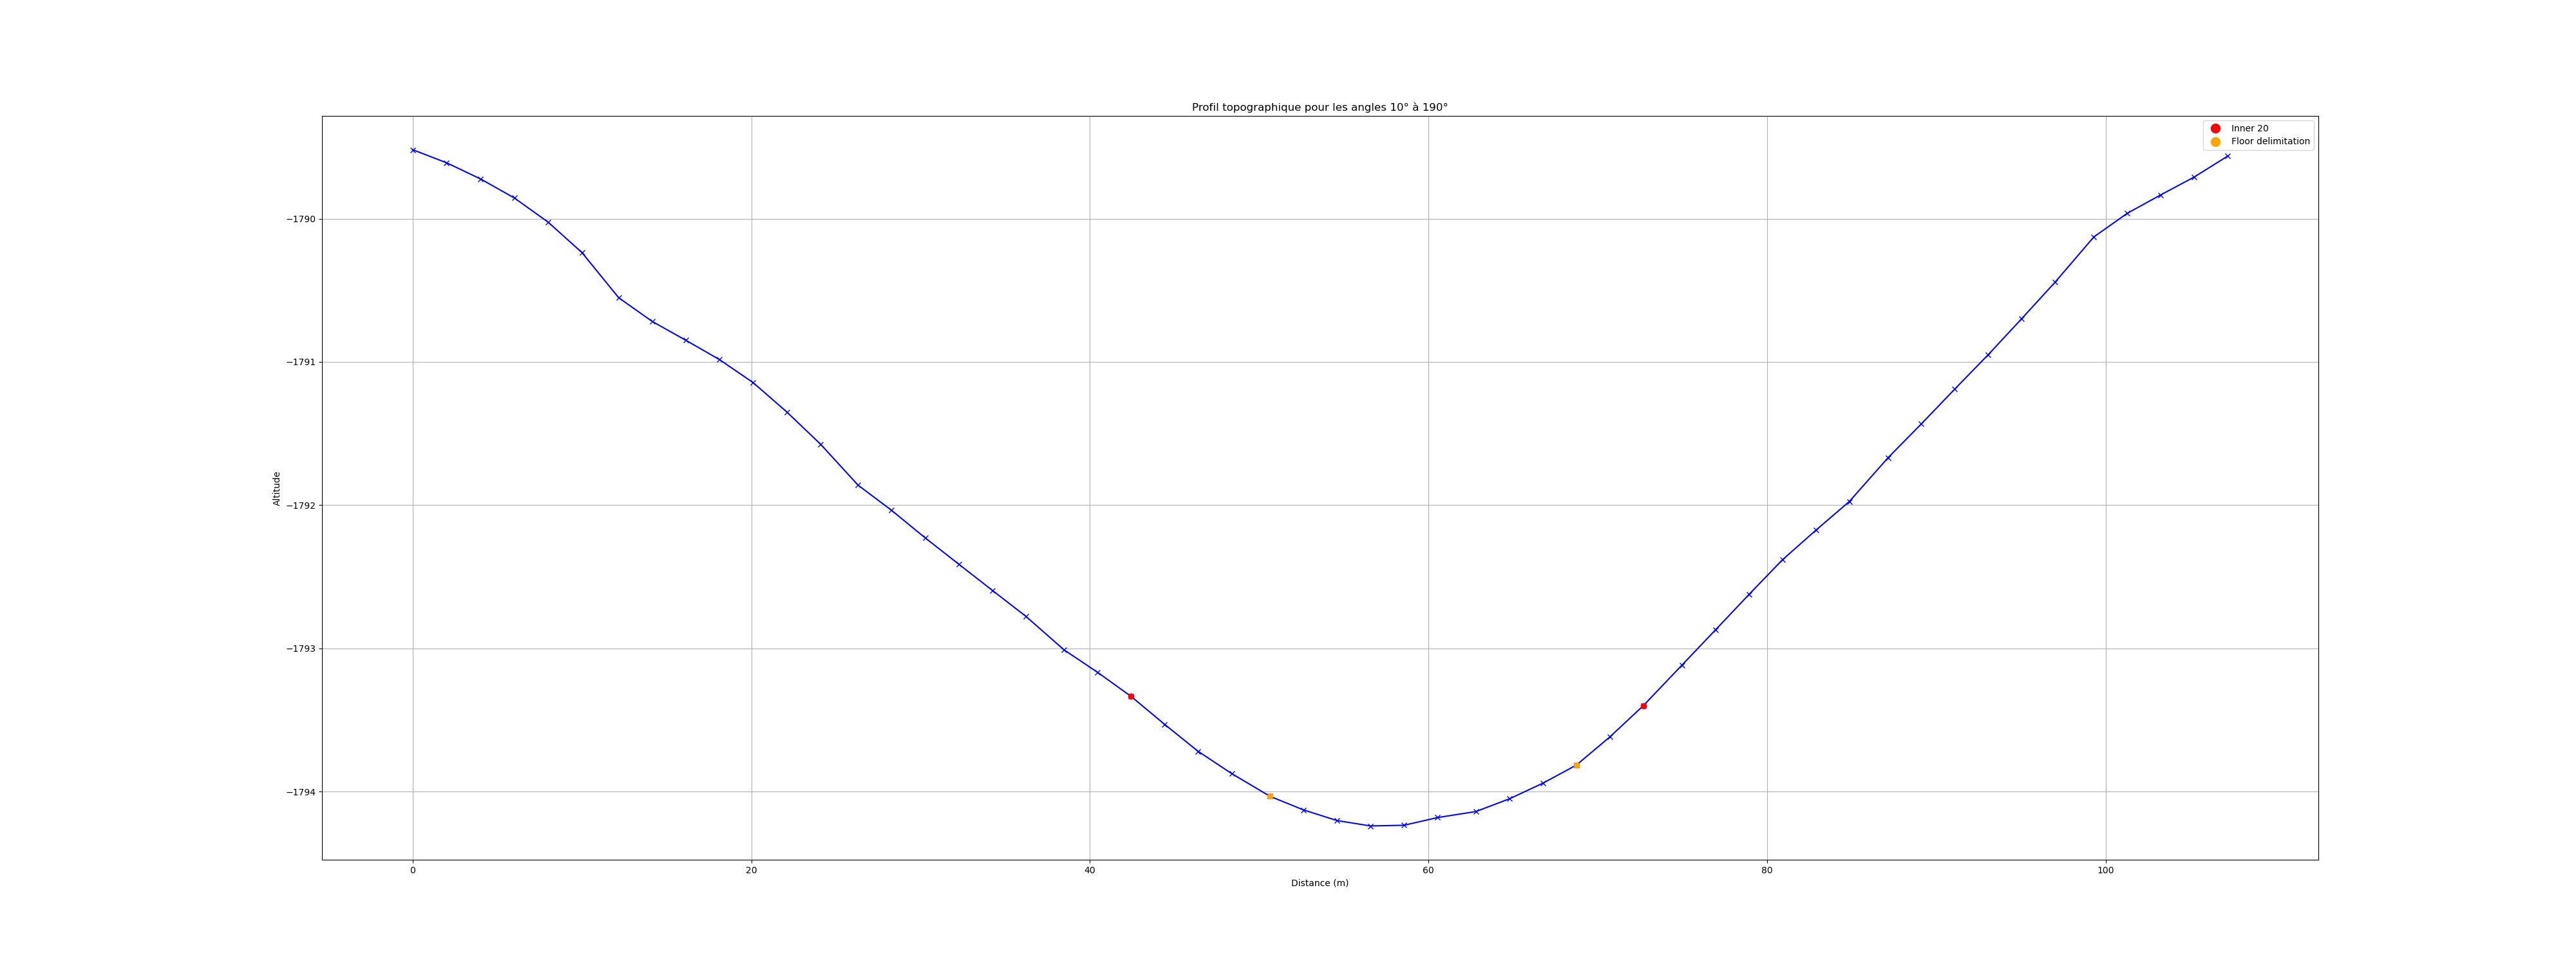 Profil topographique pour les angles 10° à 190°
Inner 20
Floor delimitation
Altitude
−1790
−1791
−1792
−1793
−1794
0
20
40
60
80
100
Distance (m)